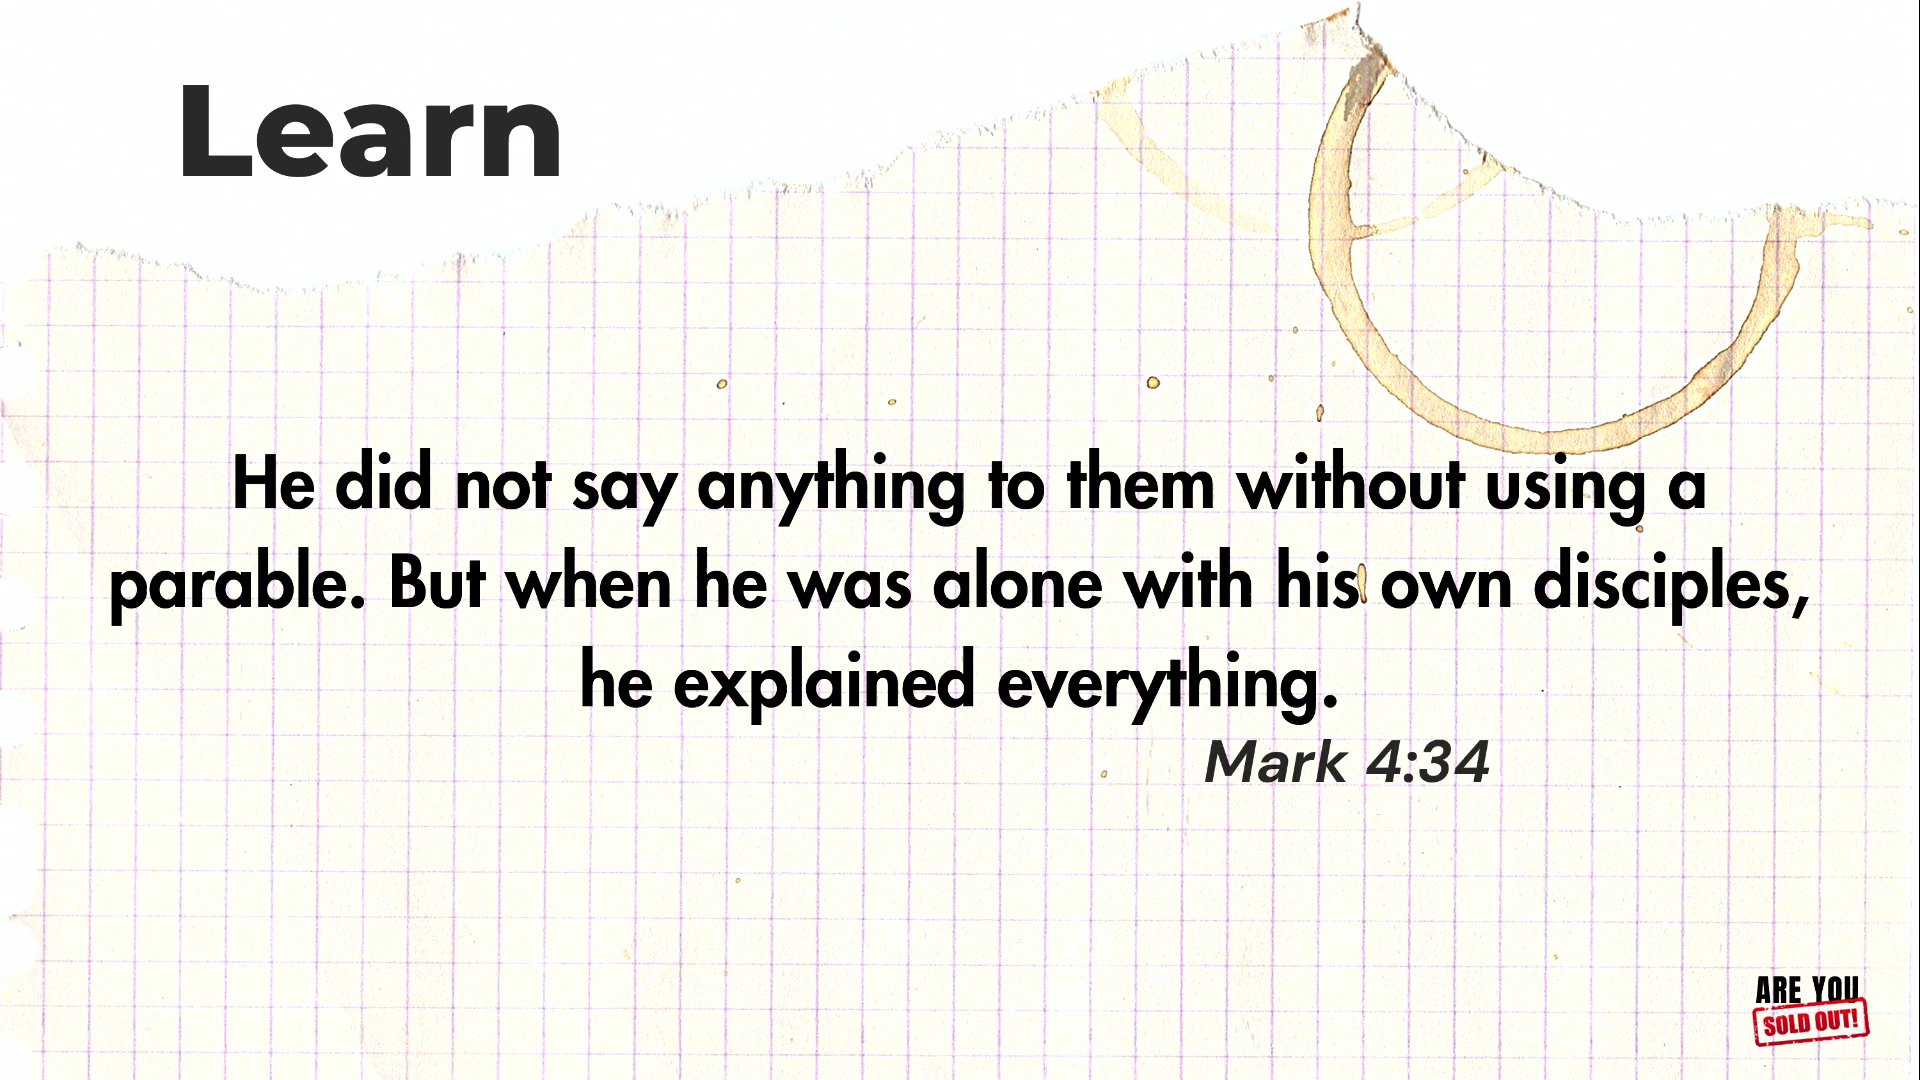 Learn
He did not say anything to them without using a
parable. But when he was alone with his own disciples,
he explained everything.
Mark 4:34
ARE YOU
SOLD OUT!